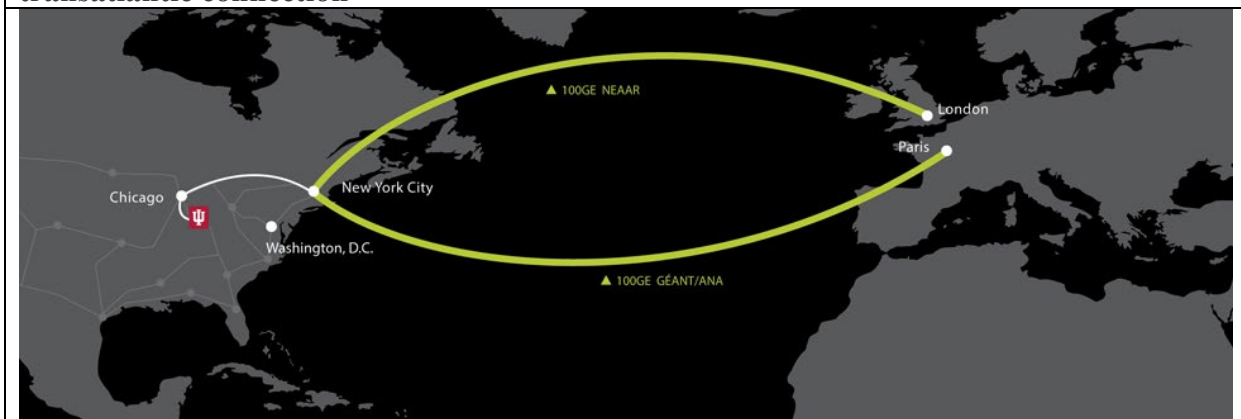 transatlantic connection
▲ 100GE NEAAR
London
Paris
Chicago
New York City
Washington, D.C.
▲ 100GE GÉANT/ANA